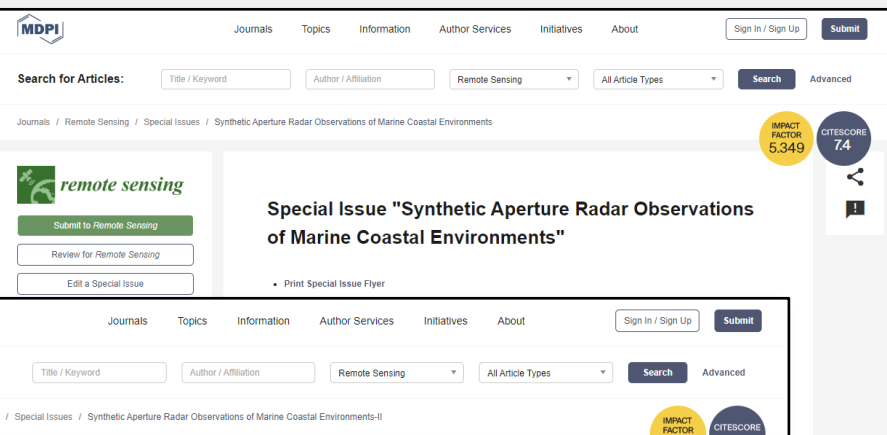 MDPI
Journals Topics Information Author Services Initiatives About Sign In / Sign Up Submit
Search for Articles: Title / Keyword Author / Affiliation Remote Sensing All Article Types Search Advanced
Journals / Remote Sensing / Special Issues / Synthetic Aperture Radar Observations of Marine Coastal Environments
IMPACT FACTOR 5.349
CITESCORE 7.4
remote sensing
Submit to Remote Sensing
Review for Remote Sensing
Edit a Special Issue
Special Issue "Synthetic Aperture Radar Observations
of Marine Coastal Environments"
• Print Special Issue Flyer
Journals Topics Information Author Services Initiatives About Sign In / Sign Up Submit
Title / Keyword Author / Affiliation Remote Sensing All Article Types Search Advanced
/ Special Issues / Synthetic Aperture Radar Observations of Marine Coastal Environments-II
IMPACT FACTOR
CITESCORE